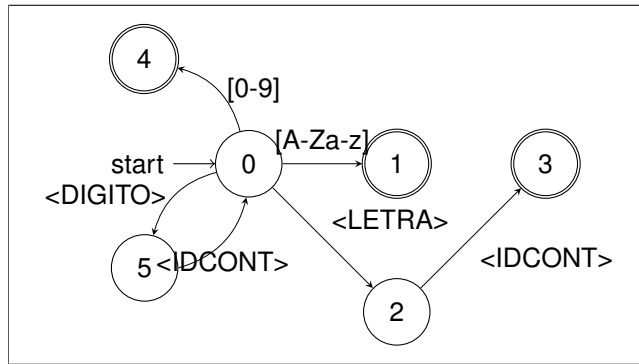 4
[0-9]
[A-Za-z]
start
0
1
3
<DIGITO>
<LETRA>
5
<IDCONT>
<IDCONT>
2